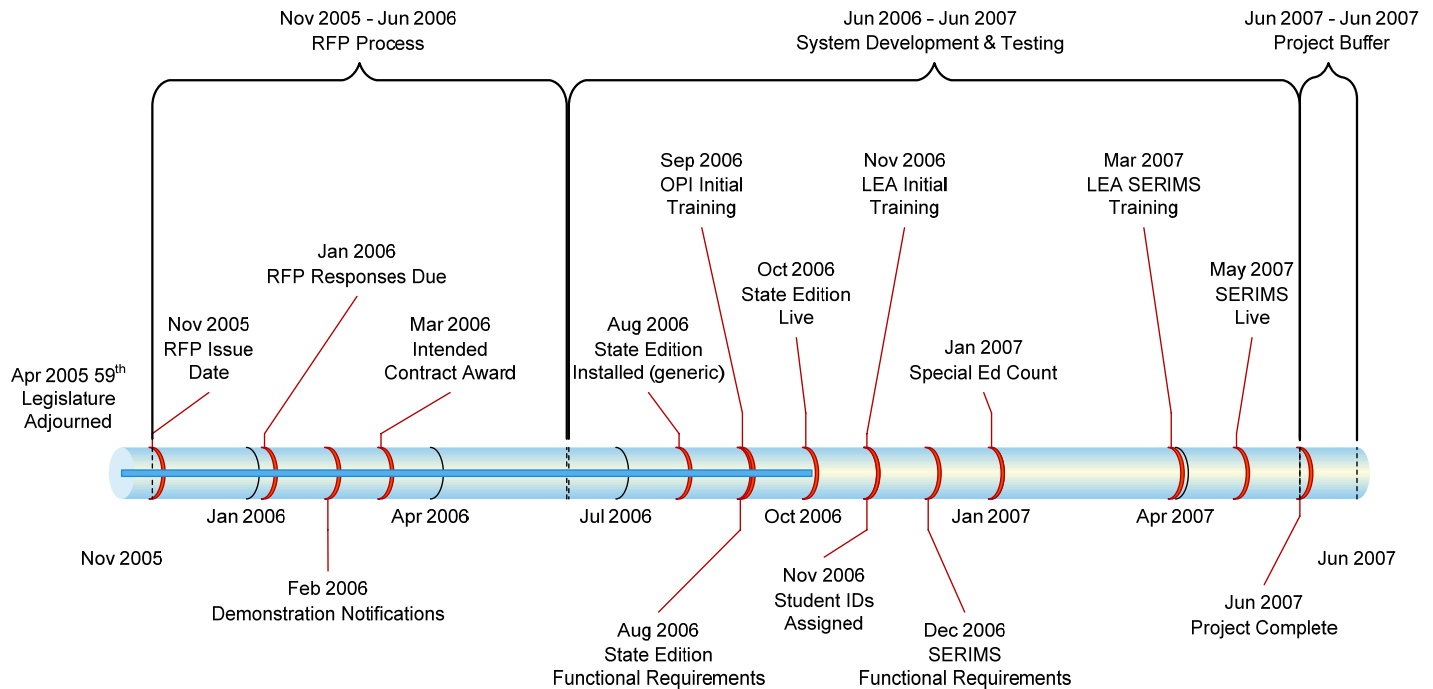 Nov 2005 - Jun 2006
RFP Process
Jun 2006 - Jun 2007
System Development & Testing
Jun 2007 - Jun 2007
Project Buffer
Sep 2006
OPI Initial
Training
Nov 2006
LEA Initial
Training
Mar 2007
LEA SERIMS
Training
Jan 2006
RFP Responses Due
Oct 2006
State Edition
Live
May 2007
SERIMS
Live
Nov 2005
RFP Issue
Date
Mar 2006
Intended
Contract Award
Aug 2006
State Edition
Installed (generic)
Jan 2007
Special Ed Count
Apr 2005 59th
Legislature
Adjourned
Jan 2006
Apr 2006
Jul 2006
Oct 2006
Jan 2007
Apr 2007
Nov 2005
Jun 2007
Feb 2006
Demonstration Notifications
Aug 2006
State Edition
Functional Requirements
Nov 2006
Student IDs
Assigned
Dec 2006
SERIMS
Functional Requirements
Jun 2007
Project Complete